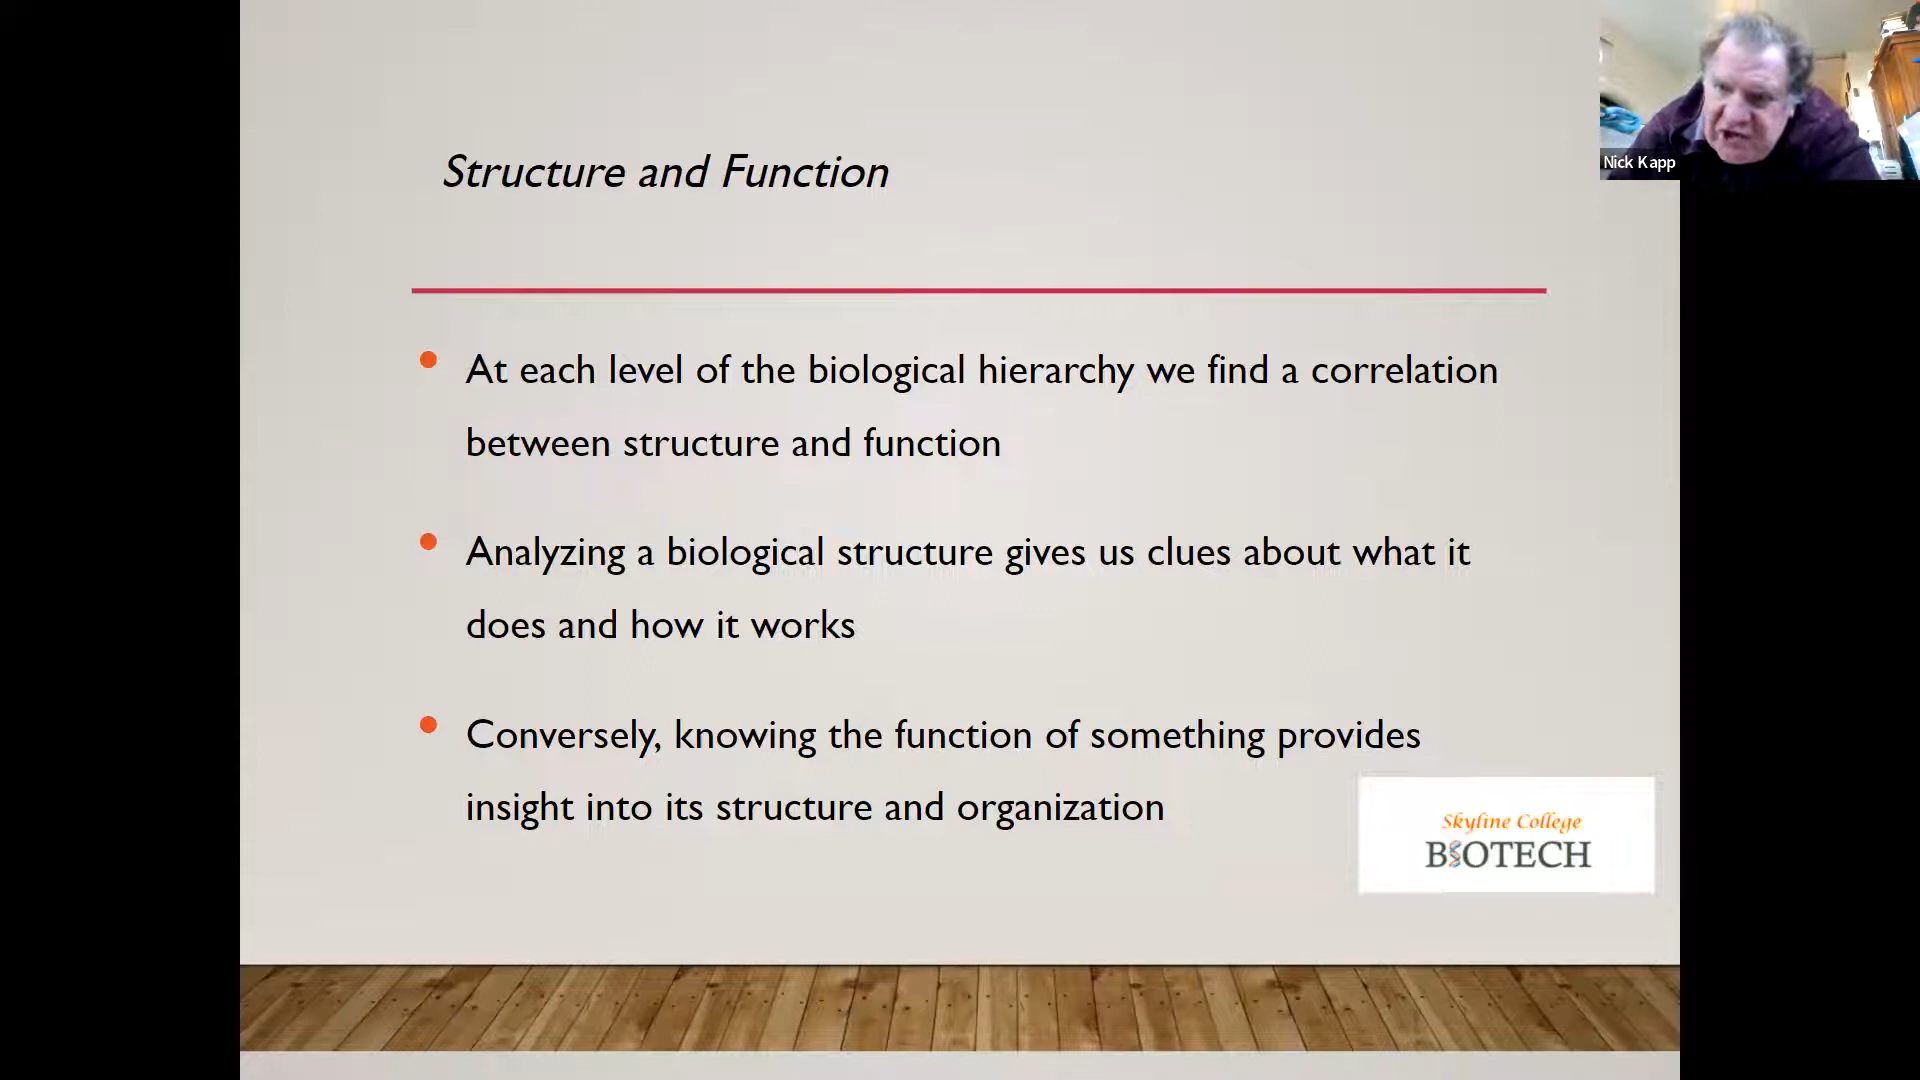 Structure and Function
At each level of the biological hierarchy we find a correlation
between structure and function
Analyzing a biological structure gives us clues about what it
does and how it works
Conversely, knowing the function of something provides
insight into its structure and organization
Skyline College
BIOTECH
Nick Kapp